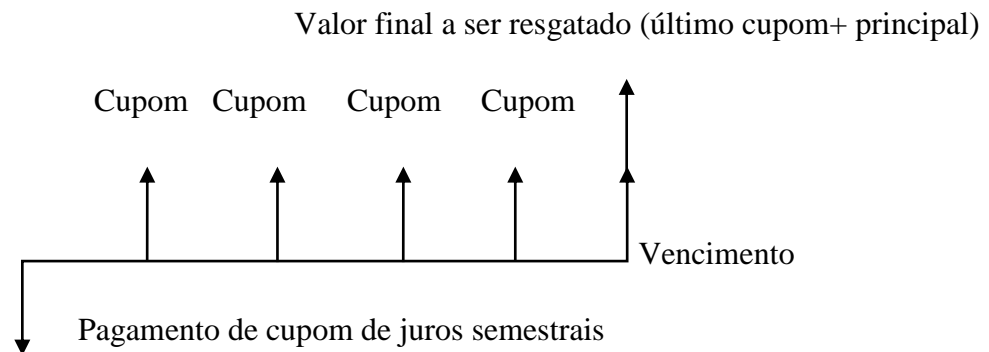 Valor final a ser resgatado (último cupom+ principal)
Cupom Cupom Cupom Cupom
Vencimento
Pagamento de cupom de juros semestrais